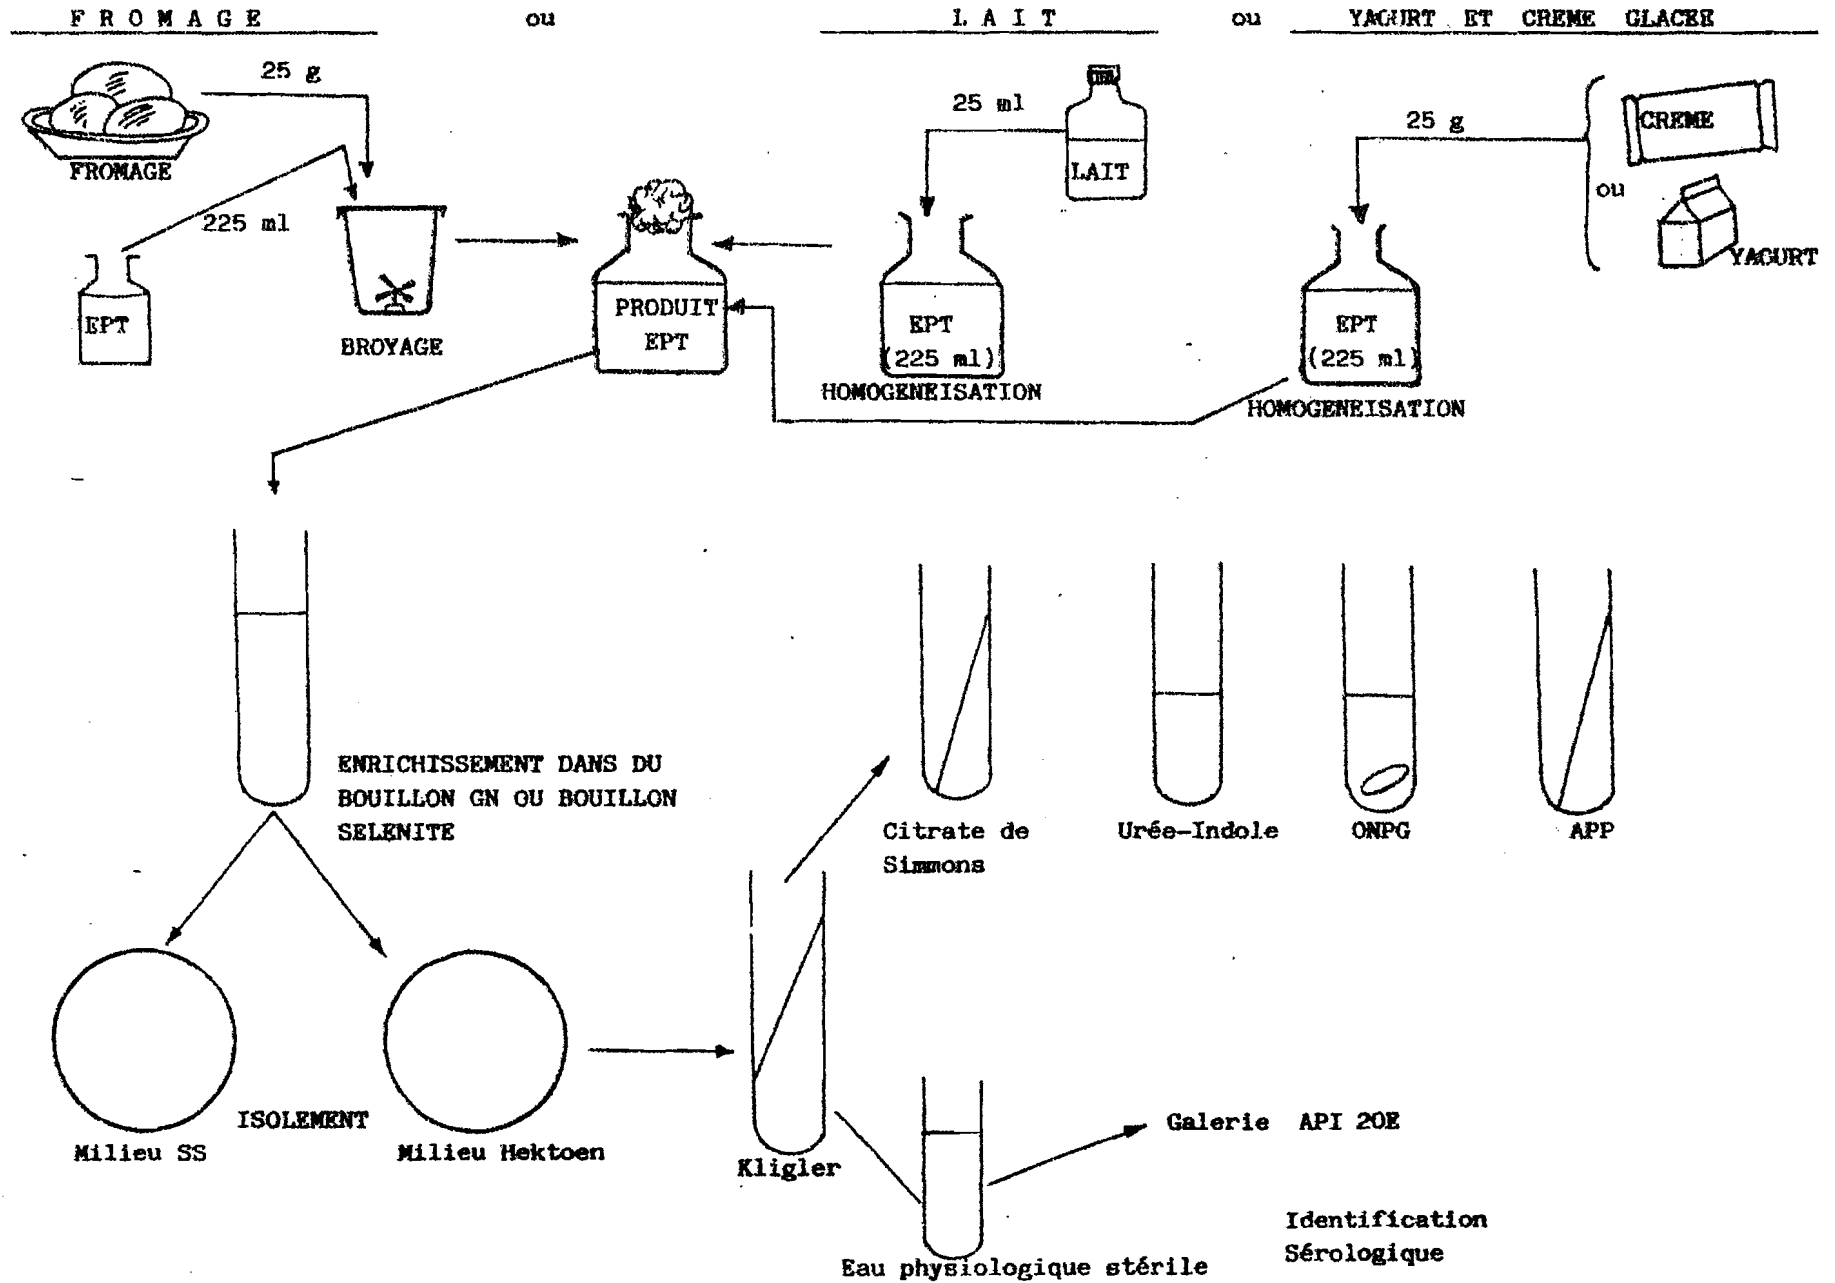 F R O M A G E ou L A I T ou YAOURT ET CREME GLACEE
25 g
FROMAGE
225 ml
EPT
BROYAGE
PRODUIT
EPT
25 ml
LAIT
EPT
(225 ml)
HOMOGENEISATION
25 g
CREME
ou
YAOURT
EPT
(225 ml)
HOMOGENEISATION
ENRICHISSEMENT DANS DU
BOUILLON GN OU BOUILLON
SELENITE
Citrate de
Simmons
Urée-Indole
ONPG
APP
ISOLEMENT
Milieu SS
Milieu Hektoen
Kligler
Galerie API 20E
Identification
Sérologique
Eau physiologique stérile